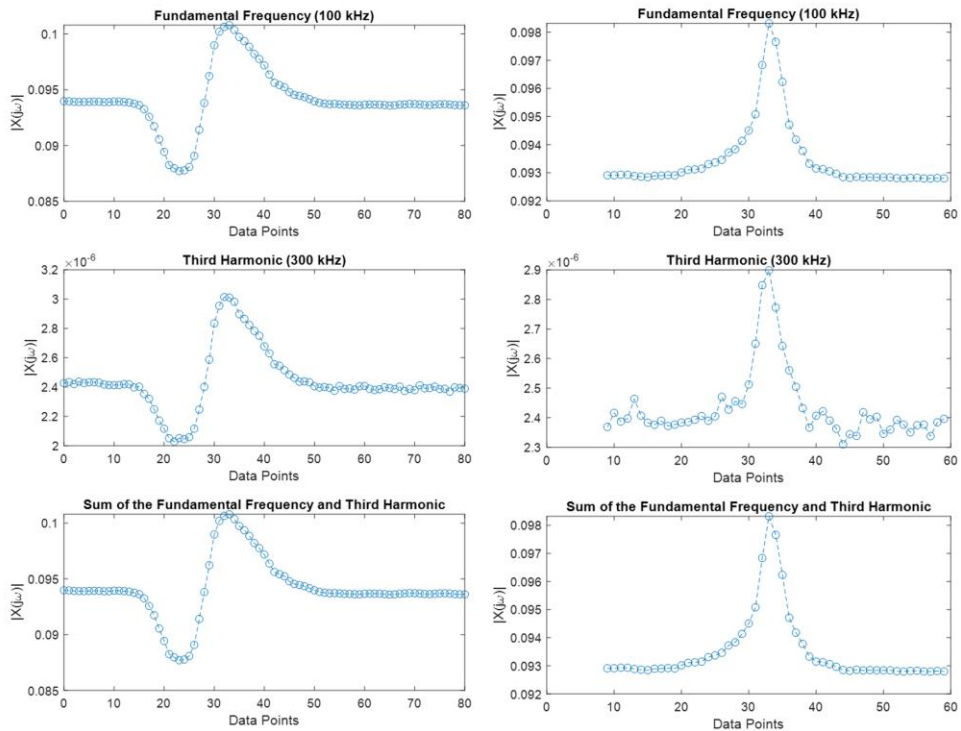 Fundamental Frequency (100 kHz)
0.1
0.095
0.09
0.085
|X(jω)|
0 10 20 30 40 50 60 70 80
Data Points
Fundamental Frequency (100 kHz)
0.098
0.097
0.096
0.095
0.094
0.093
0.092
|X(jω)|
0 10 20 30 40 50 60
Data Points
Third Harmonic (300 kHz)
×10-6
3.2
3
2.8
2.6
2.4
2.2
2
|X(jω)|
0 10 20 30 40 50 60 70 80
Data Points
Third Harmonic (300 kHz)
×10-6
2.9
2.8
2.7
2.6
2.5
2.4
2.3
|X(jω)|
0 10 20 30 40 50 60
Data Points
Sum of the Fundamental Frequency and Third Harmonic
0.1
0.095
0.09
0.085
|X(jω)|
0 10 20 30 40 50 60 70 80
Data Points
Sum of the Fundamental Frequency and Third Harmonic
0.098
0.097
0.096
0.095
0.094
0.093
0.092
|X(jω)|
0 10 20 30 40 50 60
Data Points